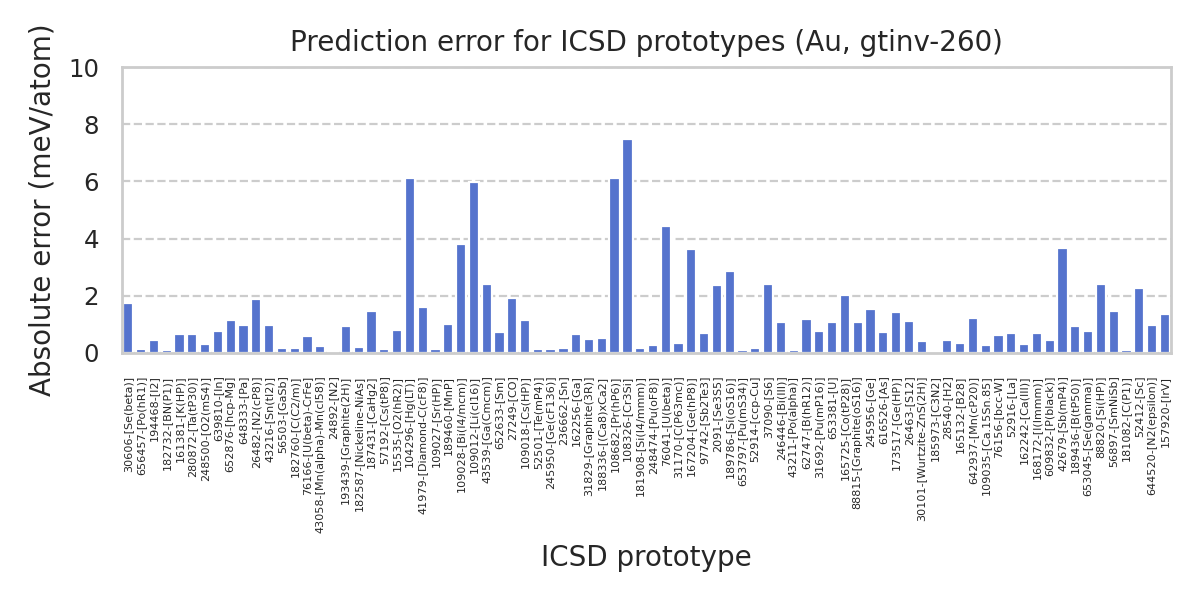 Prediction error for ICSD prototypes (Au, gtinv-260)
Absolute error (meV/atom)
10
8
6
4
2
0
30606-[Se(beta)]
656457-[Po(hR1)]
194468-[I2]
182732-[BN(P1)]
161381-[K(HP)]
280872-[Ta(tP30)]
248500-[O2(mS4)]
639810-[In]
652876-[hcp-Mg]
648333-[Pa]
26482-[N2(cP8)]
43216-[Sn(tI2)]
56503-[GaSb]
182760-[C(C2/m)]
76166-[U(beta)-CrFe]
43058-[Mn(alpha)-Mn(cI58)]
24892-[N2]
193439-[Graphite(2H)]
182587-[Nickeline-NiAs]
187431-[CaHg2]
57192-[Cs(tP8)]
15535-[O2(hR2)]
104296-[Hg(LT)]
41979-[Diamond-C(cF8)]
109027-[Sr(HP)]
189460-[MnP]
109028-[Bi(I4/mcm)]
109012-[Li(cI16)]
43539-[Ga(Cmcm)]
652633-[Sm]
27249-[CO]
109018-[Cs(HP)]
52501-[Te(mP4)]
245950-[Ge(cF136)]
236662-[Sn]
162256-[Ga]
31829-[Graphite(3R)]
188336-[(Ca8)xCa2]
108682-[Pr(hP6)]
108326-[Cr3Si]
181908-[Si(I4/mmm)]
248474-[Pu(oF8)]
76041-[U(beta)]
31170-[C(P63mc)]
167204-[Ge(hP8)]
97742-[Sb2Te3]
2091-[Se3S5]
189786-[Si(oS16)]
653797-[Pu(mS34)]
52914-[ccp-Cu]
37090-[S6]
246446-[Bi(III)]
43211-[Po(alpha)]
62747-[B(hR12)]
31692-[Pu(mP16)]
653381-[U]
165725-[Co(tP28)]
88815-[Graphite(oS16)]
245956-[Ge]
616526-[As]
173517-[Ge(HP)]
26463-[S12]
30101-[Wurtzite-ZnS(2H)]
185973-[C3N2]
28540-[H2]
165132-[B28]
642937-[Mn(cP20)]
109035-[Ca.15Sn.85]
76156-[bcc-W]
52916-[La]
162242-[Ca(III)]
168172-[I(Immm)]
609832-[P(black)]
42679-[Sb(mP4)]
189436-[B(tP50)]
653045-[Se(gamma)]
88820-[Si(HP)]
56897-[SmNiSb]
181082-[C(P1)]
52412-[Sc]
644520-[N2(epsilon)]
157920-[IrV]
ICSD prototype